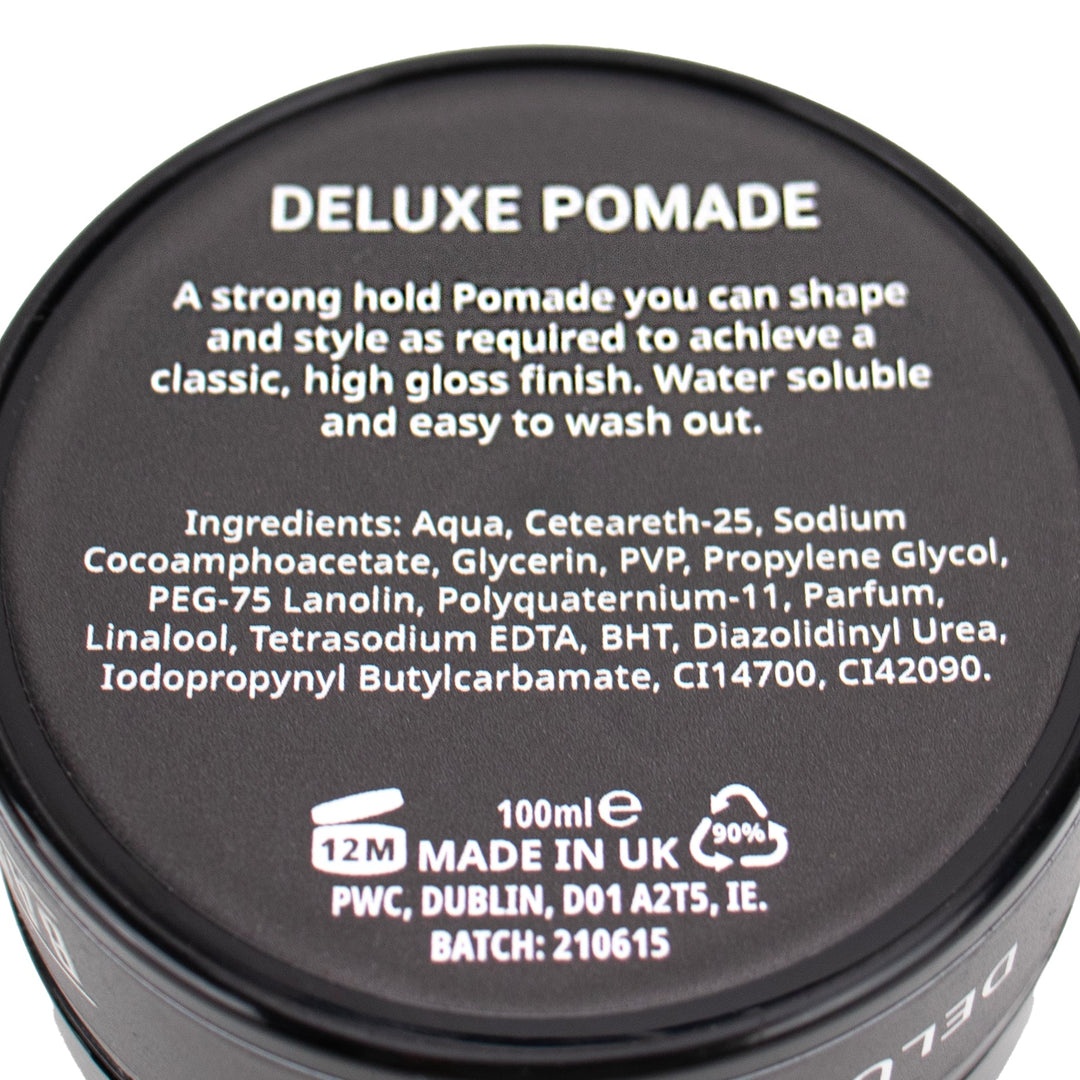 DELUXE POMADE
A strong hold Pomade you can shape
and style as required to achieve a
classic, high gloss finish. Water soluble
and easy to wash out.
Ingredients: Aqua, Ceteareth-25, Sodium
Cocoamphoacetate, Glycerin, PVP, Propylene Glycol,
PEG-75 Lanolin, Polyquaternium-11, Parfum,
Linalool, Tetrasodium EDTA, BHT, Diazolidinyl Urea,
Iodopropynyl Butylcarbamate, CI14700, CI42090.
100ml e
12M
MADE IN UK
90%
PWC, DUBLIN, D01 A2T5, IE.
BATCH: 210615
DELU